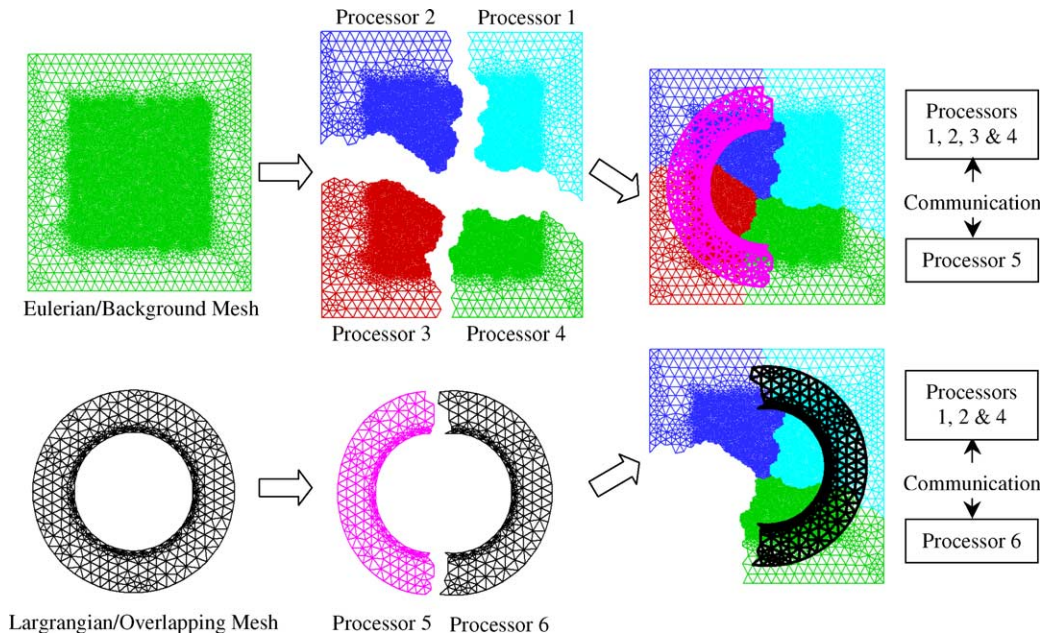 Processor 2
Processor 1
Eulerian/Background Mesh
Processor 3
Processor 4
Processors
1, 2, 3 & 4
Communication
Processor 5
Largrangian/Overlapping Mesh
Processor 5
Processor 6
Processors
1, 2 & 4
Communication
Processor 6